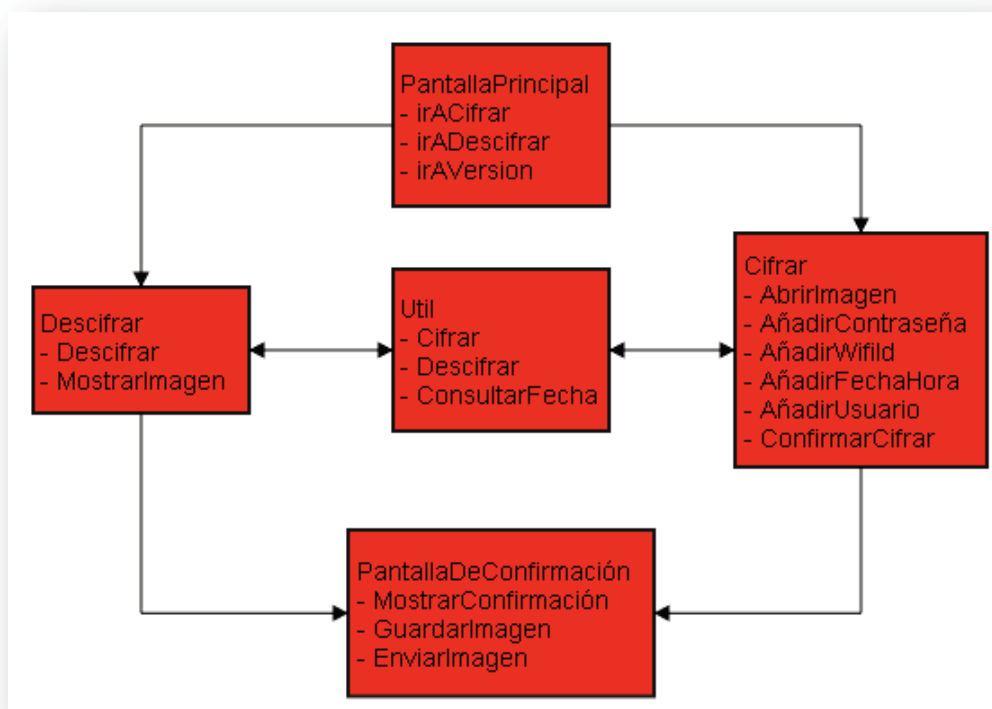 PantallaPrincipal
- irACifrar
- irADescifrar
- irAVersion
Descifrar
- Descifrar
- MostrarImagen
Util
- Cifrar
- Descifrar
- ConsultarFecha
Cifrar
- AbrirImagen
- AñadirContraseña
- AñadirWifiId
- AñadirFechaHora
- AñadirUsuario
- ConfirmarCifrar
PantallaDeConfirmación
- MostrarConfirmación
- GuardarImagen
- EnviarImagen